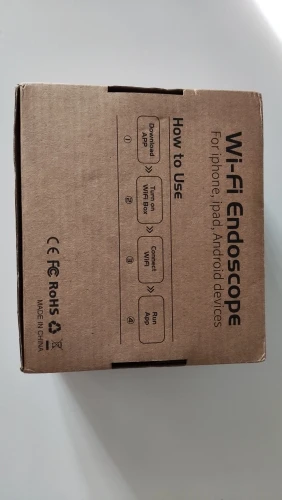 Wi-Fi Endoscope
For iphone, ipad, Android devices
How to Use
Download APP
Turn on WiFi Box
Connect WiFi
Run App
① ② ③ ④
CE FC RoHS
MADE IN CHINA